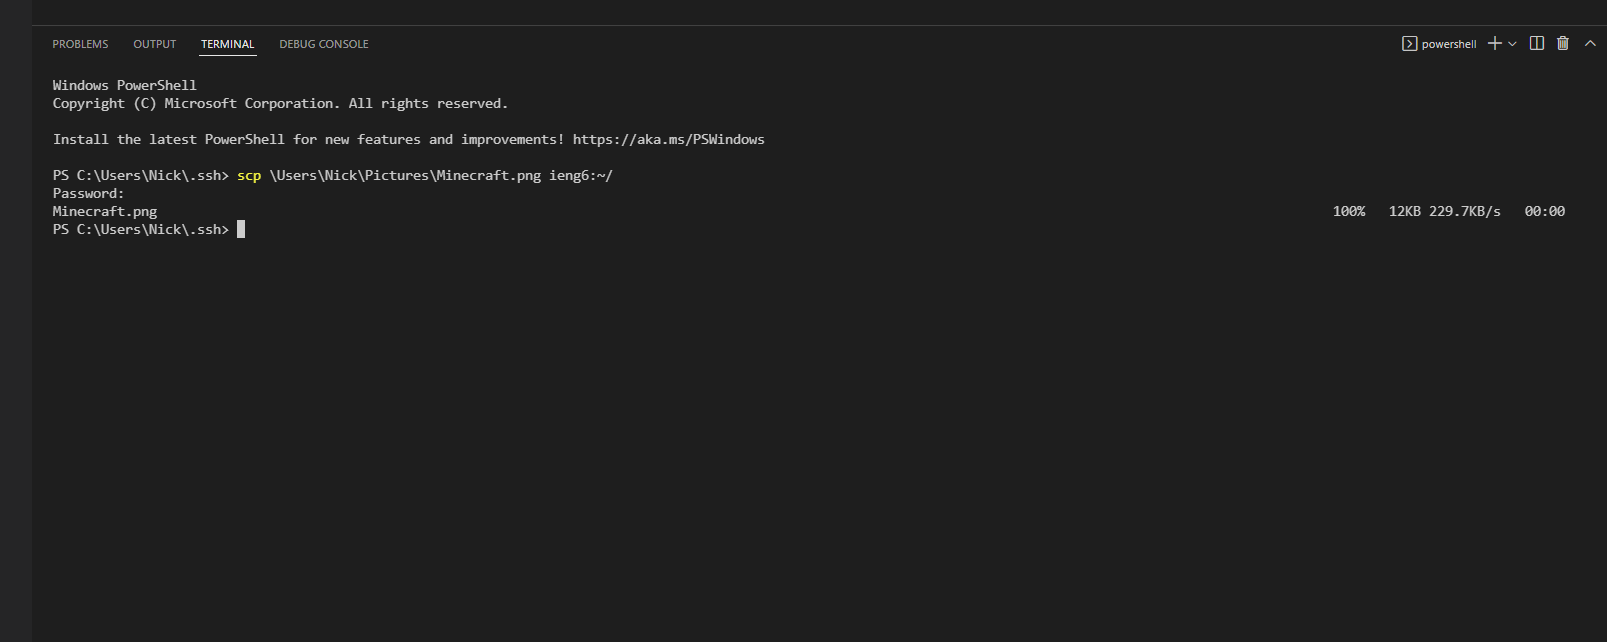 PROBLEMS OUTPUT TERMINAL DEBUG CONSOLE powershell
Windows PowerShell
Copyright (C) Microsoft Corporation. All rights reserved.
Install the latest PowerShell for new features and improvements! https://aka.ms/PSWindows
PS C:\Users\Nick\.ssh> scp \Users\Nick\Pictures\Minecraft.png ieng6:~/
Password:
Minecraft.png 100% 12KB 229.7KB/s 00:00
PS C:\Users\Nick\.ssh>